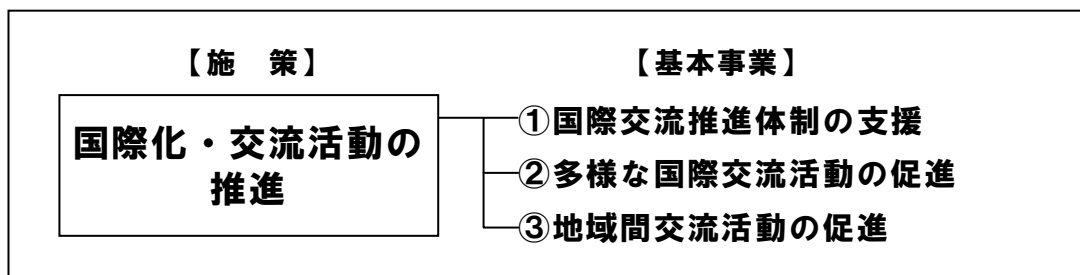 【施　策】
【基本事業】
国際化・交流活動の
推進
①国際交流推進体制の支援
②多様な国際交流活動の促進
③地域間交流活動の促進